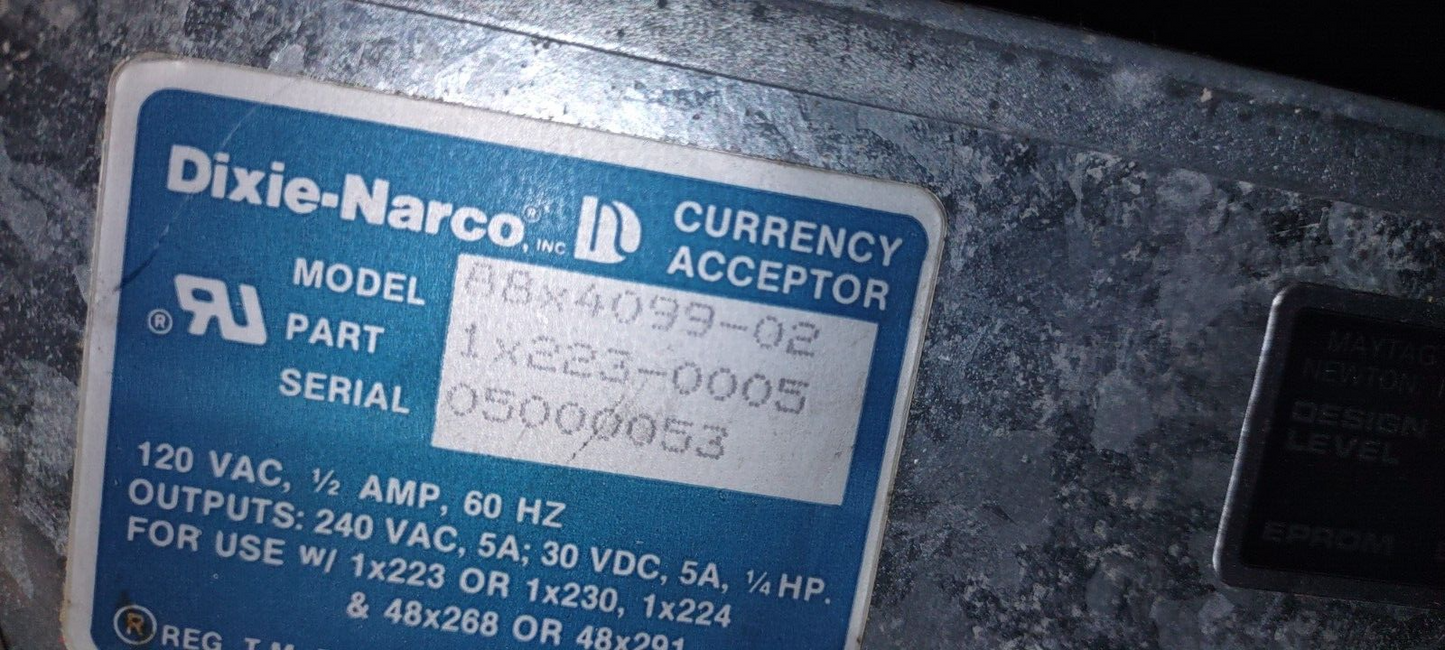 Dixie-Narco®, INC
CURRENCY
ACCEPTOR
MODEL 88x4099-02
PART 1x223-0005
SERIAL 05000053
®
120 VAC, ½ AMP, 60 HZ
OUTPUTS: 240 VAC, 5A; 30 VDC, 5A, ¼ HP.
FOR USE W/ 1x223 OR 1x230, 1x224
& 48x268 OR 48x291
® REG. T.M.
MAYTAG
NEWTON,
DESIGN
LEVEL
EPROM